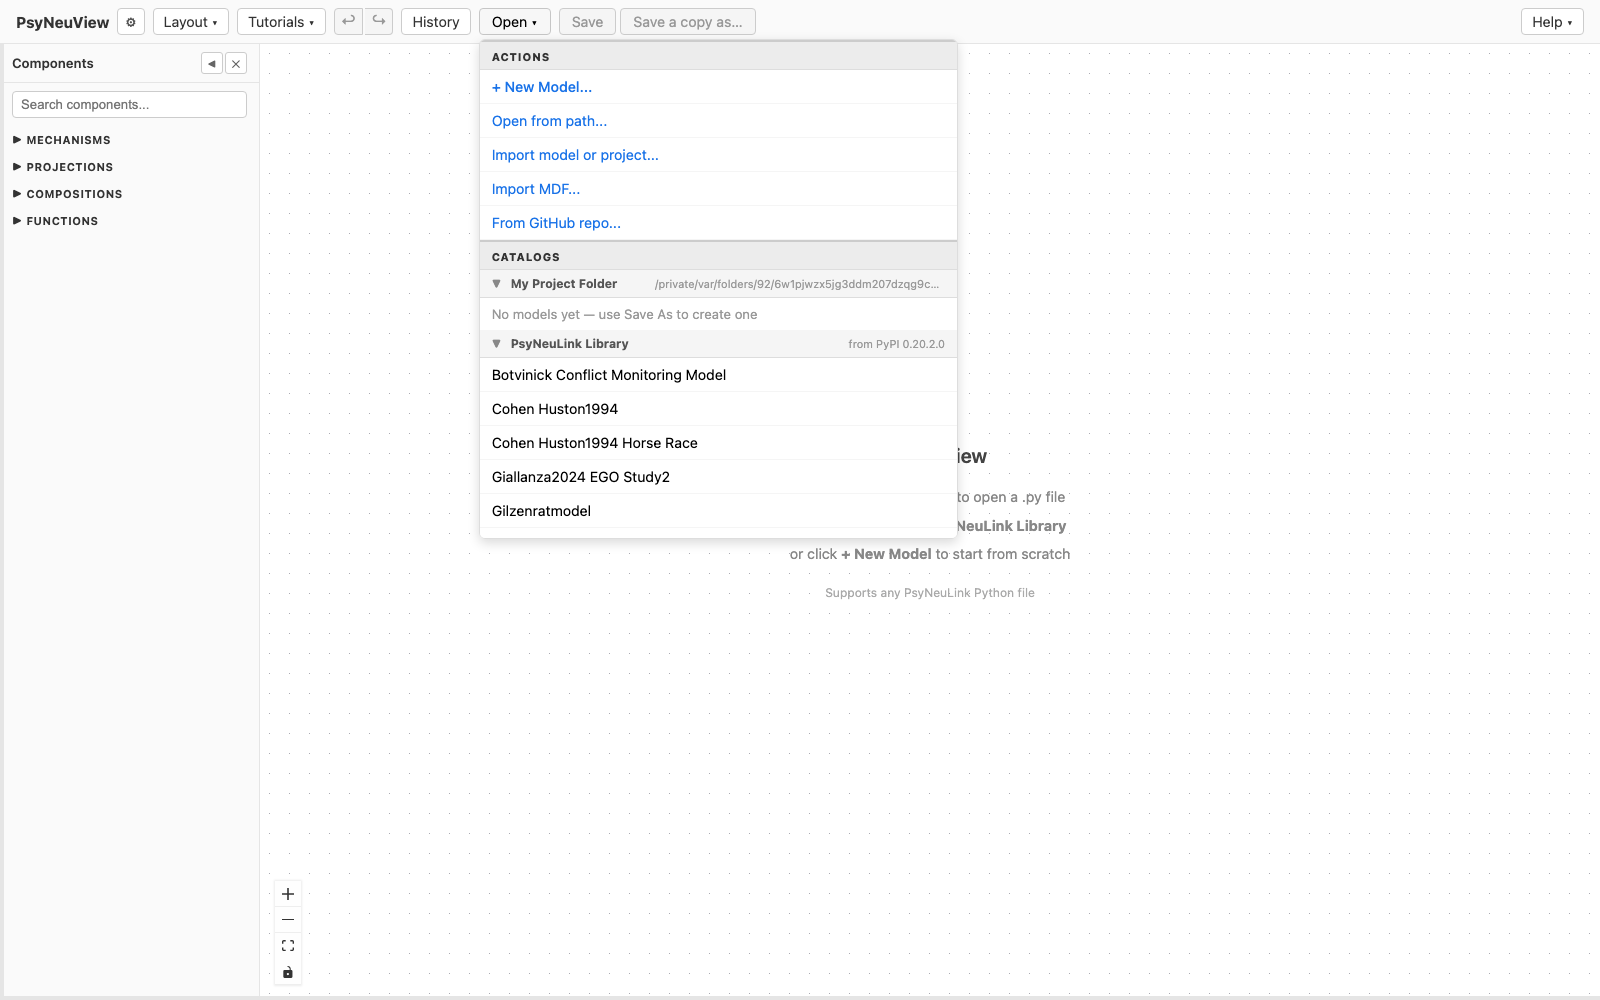 PsyNeuView ⚙ Layout ▾ Tutorials ▾ ↩ ↪ History Open ▾ Save Save a copy as... Help ▾
Components ◀ ×
Search components...
▶ MECHANISMS
▶ PROJECTIONS
▶ COMPOSITIONS
▶ FUNCTIONS
ACTIONS
+ New Model...
Open from path...
Import model or project...
Import MDF...
From GitHub repo...
CATALOGS
▼ My Project Folder /private/var/folders/92/6w1pjwzx5jg3ddm207dzqg9c...
No models yet — use Save As to create one
▼ PsyNeuLink Library from PyPI 0.20.2.0
Botvinick Conflict Monitoring Model
Cohen Huston1994
Cohen Huston1994 Horse Race
Giallanza2024 EGO Study2
Gilzenratmodel
iew
to open a .py file
NeuLink Library
or click + New Model to start from scratch
Supports any PsyNeuLink Python file